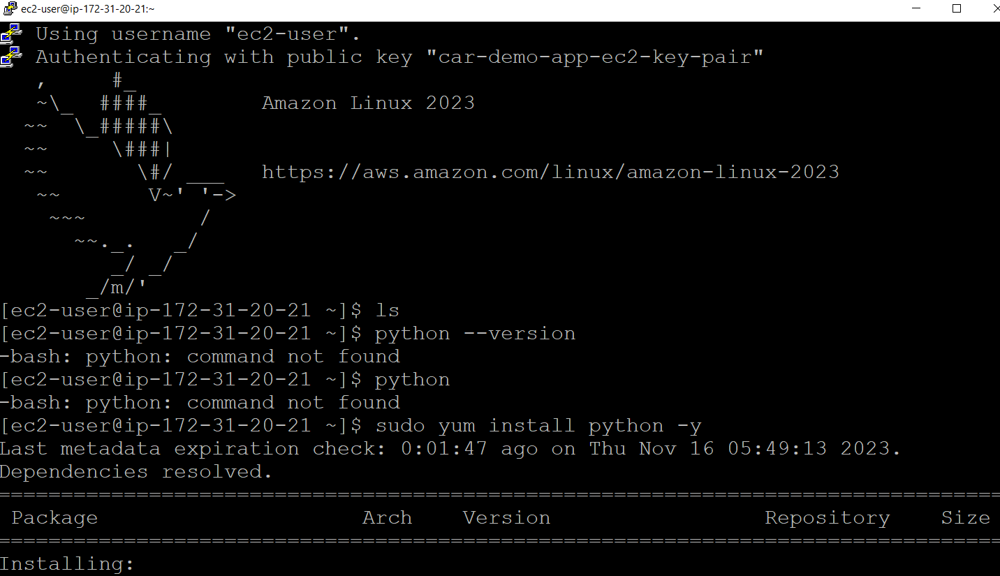 ec2-user@ip-172-31-20-21:~
Using username "ec2-user".
Authenticating with public key "car-demo-app-ec2-key-pair"
   ,     #_
   ~\_  ####_        Amazon Linux 2023
  ~~  \_#####\
  ~~     \###|
  ~~       \#/ ___   https://aws.amazon.com/linux/amazon-linux-2023
   ~~       V~' '->
    ~~~         /
      ~~._.   _/
         _/ _/
       _/m/'
[ec2-user@ip-172-31-20-21 ~]$ ls
[ec2-user@ip-172-31-20-21 ~]$ python --version
-bash: python: command not found
[ec2-user@ip-172-31-20-21 ~]$ python
-bash: python: command not found
[ec2-user@ip-172-31-20-21 ~]$ sudo yum install python -y
Last metadata expiration check: 0:01:47 ago on Thu Nov 16 05:49:13 2023.
Dependencies resolved.
================================================================================
 Package                     Arch    Version                 Repository    Size
================================================================================
Installing: